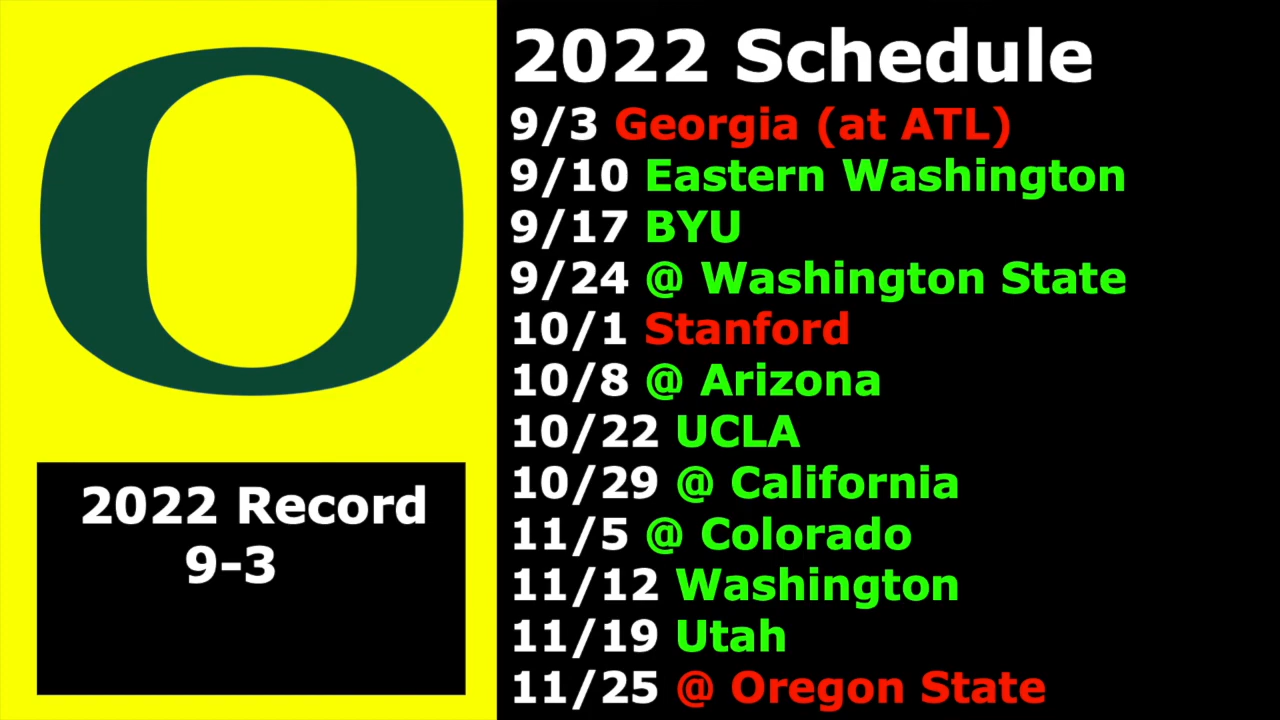 O
2022 Record
9-3
2022 Schedule
9/3 Georgia (at ATL)
9/10 Eastern Washington
9/17 BYU
9/24 @ Washington State
10/1 Stanford
10/8 @ Arizona
10/22 UCLA
10/29 @ California
11/5 @ Colorado
11/12 Washington
11/19 Utah
11/25 @ Oregon State